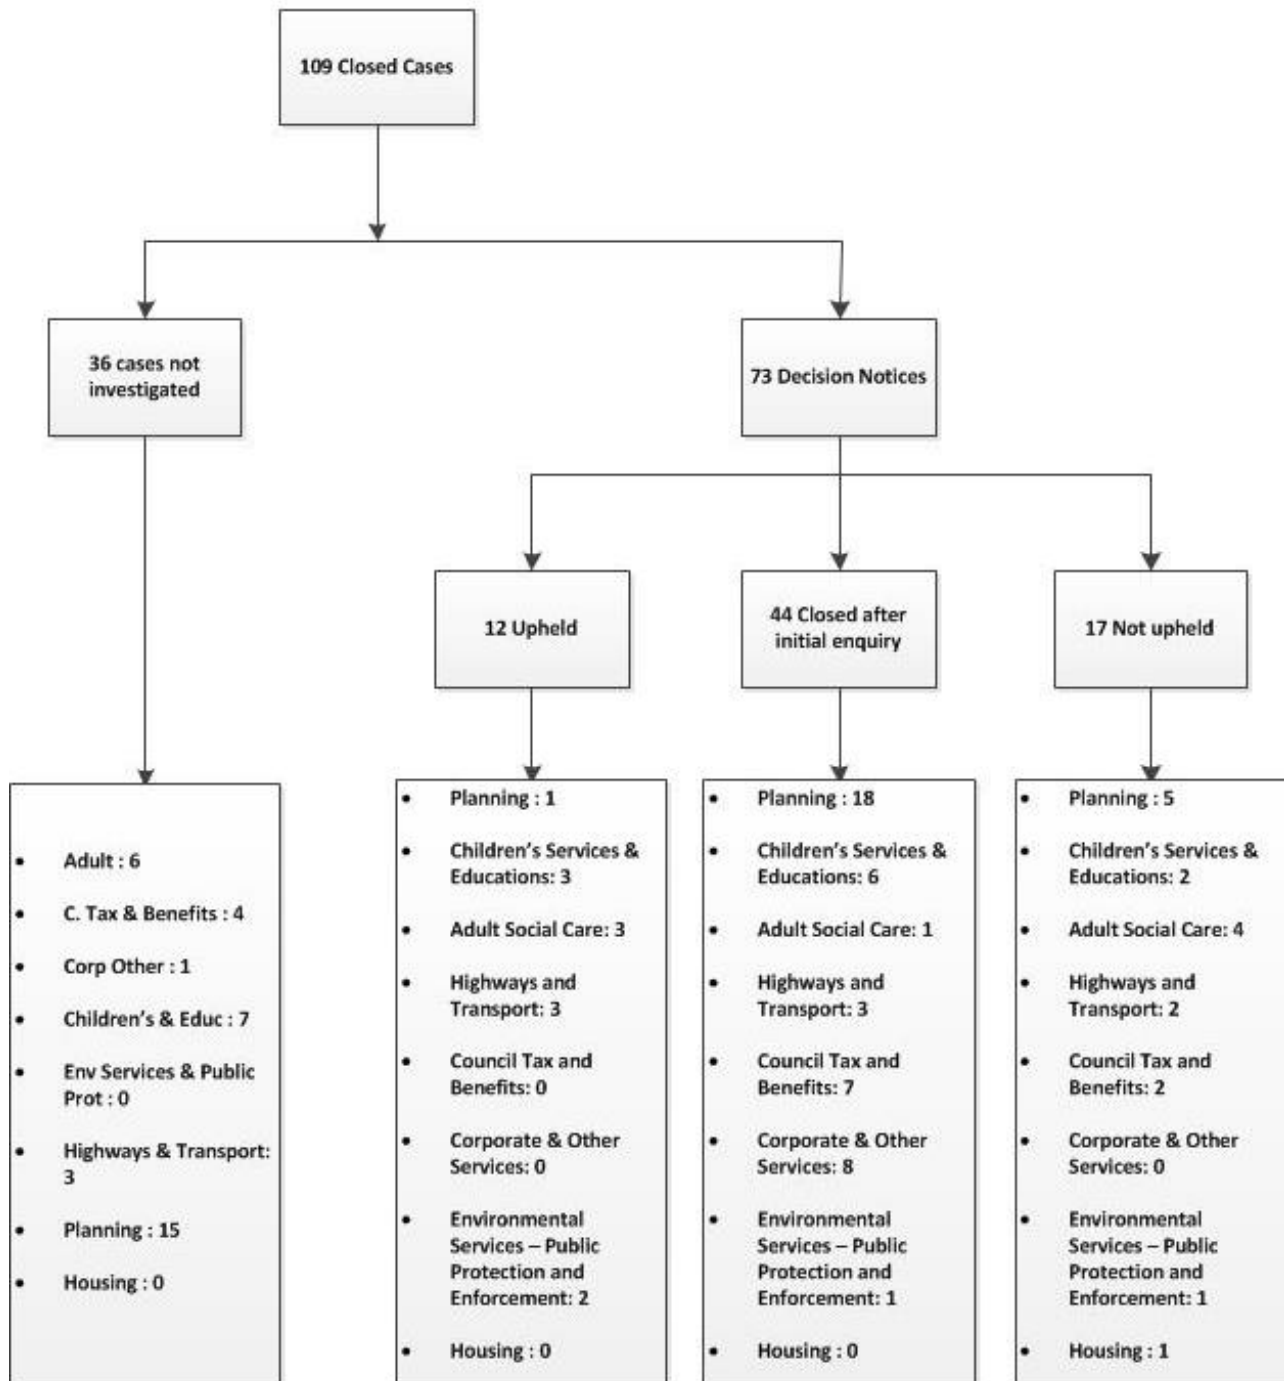 109 Closed Cases
36 cases not
investigated
73 Decision Notices
12 Upheld
44 Closed after
initial enquiry
17 Not upheld
• Adult : 6
• C. Tax & Benefits : 4
• Corp Other : 1
• Children's & Educ : 7
• Env Services & Public
Prot : 0
• Highways & Transport:
3
• Planning : 15
• Housing : 0
• Planning : 1
• Children's Services &
Educations: 3
• Adult Social Care: 3
• Highways and
Transport: 3
• Council Tax and
Benefits: 0
• Corporate & Other
Services: 0
• Environmental
Services – Public
Protection and
Enforcement: 2
• Housing : 0
• Planning : 18
• Children's Services &
Educations: 6
• Adult Social Care: 1
• Highways and
Transport: 3
• Council Tax and
Benefits: 7
• Corporate & Other
Services: 8
• Environmental
Services – Public
Protection and
Enforcement: 1
• Housing : 0
• Planning : 5
• Children's Services &
Educations: 2
• Adult Social Care: 4
• Highways and
Transport: 2
• Council Tax and
Benefits: 2
• Corporate & Other
Services: 0
• Environmental
Services – Public
Protection and
Enforcement: 1
• Housing : 1